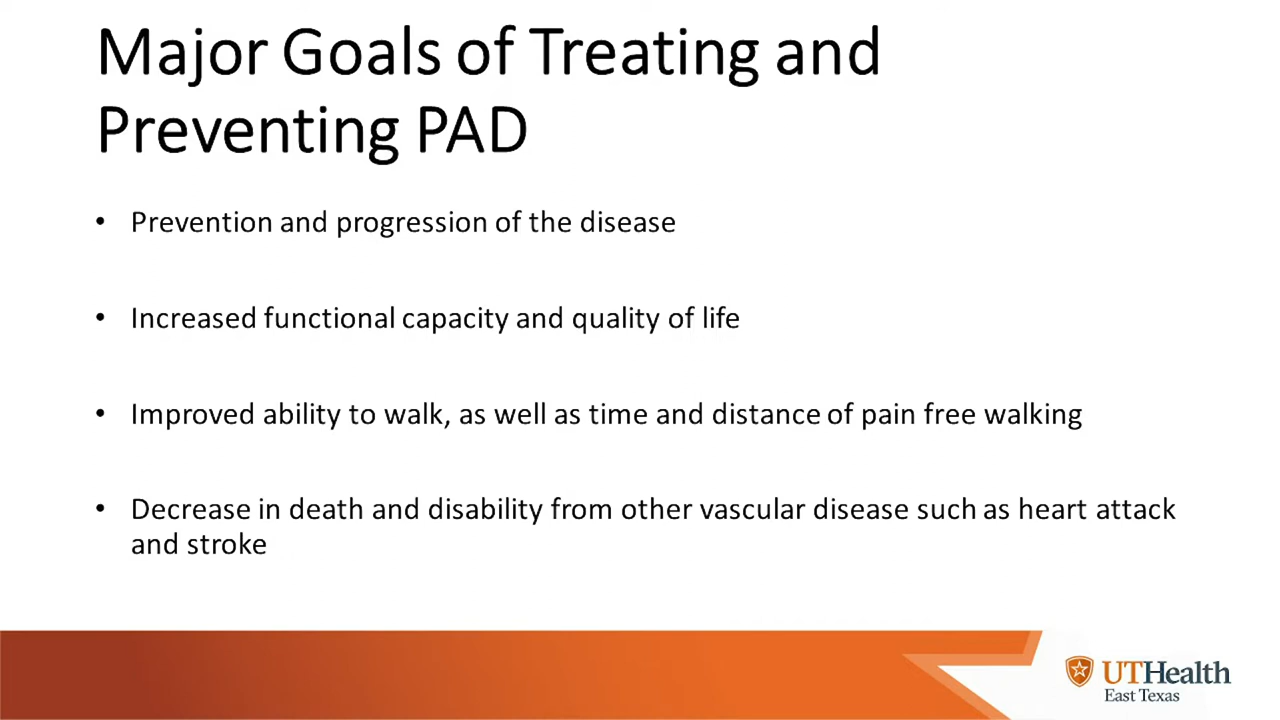 Major Goals of Treating and
Preventing PAD
• Prevention and progression of the disease
• Increased functional capacity and quality of life
• Improved ability to walk, as well as time and distance of pain free walking
• Decrease in death and disability from other vascular disease such as heart attack
and stroke
UTHealth
East Texas